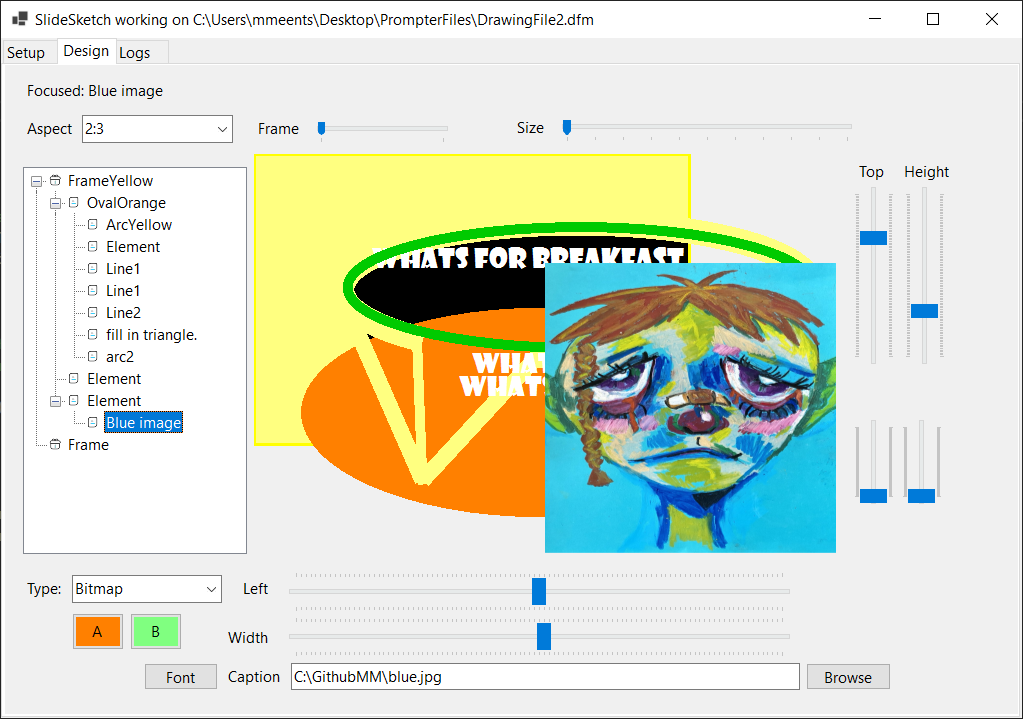 SlideSketch working on C:\Users\mmeents\Desktop\PrompterFiles\DrawingFile2.dfm
Setup Design Logs
Focused: Blue image
Aspect 2:3 Frame Size
Top Height
FrameYellow
OvalOrange
ArcYellow
Element
Line1
Line1
Line2
fill in triangle.
arc2
Element
Element
Blue image
Frame
WHATS FOR BREAKFAST
WHAT
WHATS
Type: Bitmap Left
A B
Width
Font Caption C:\GithubMM\blue.jpg Browse